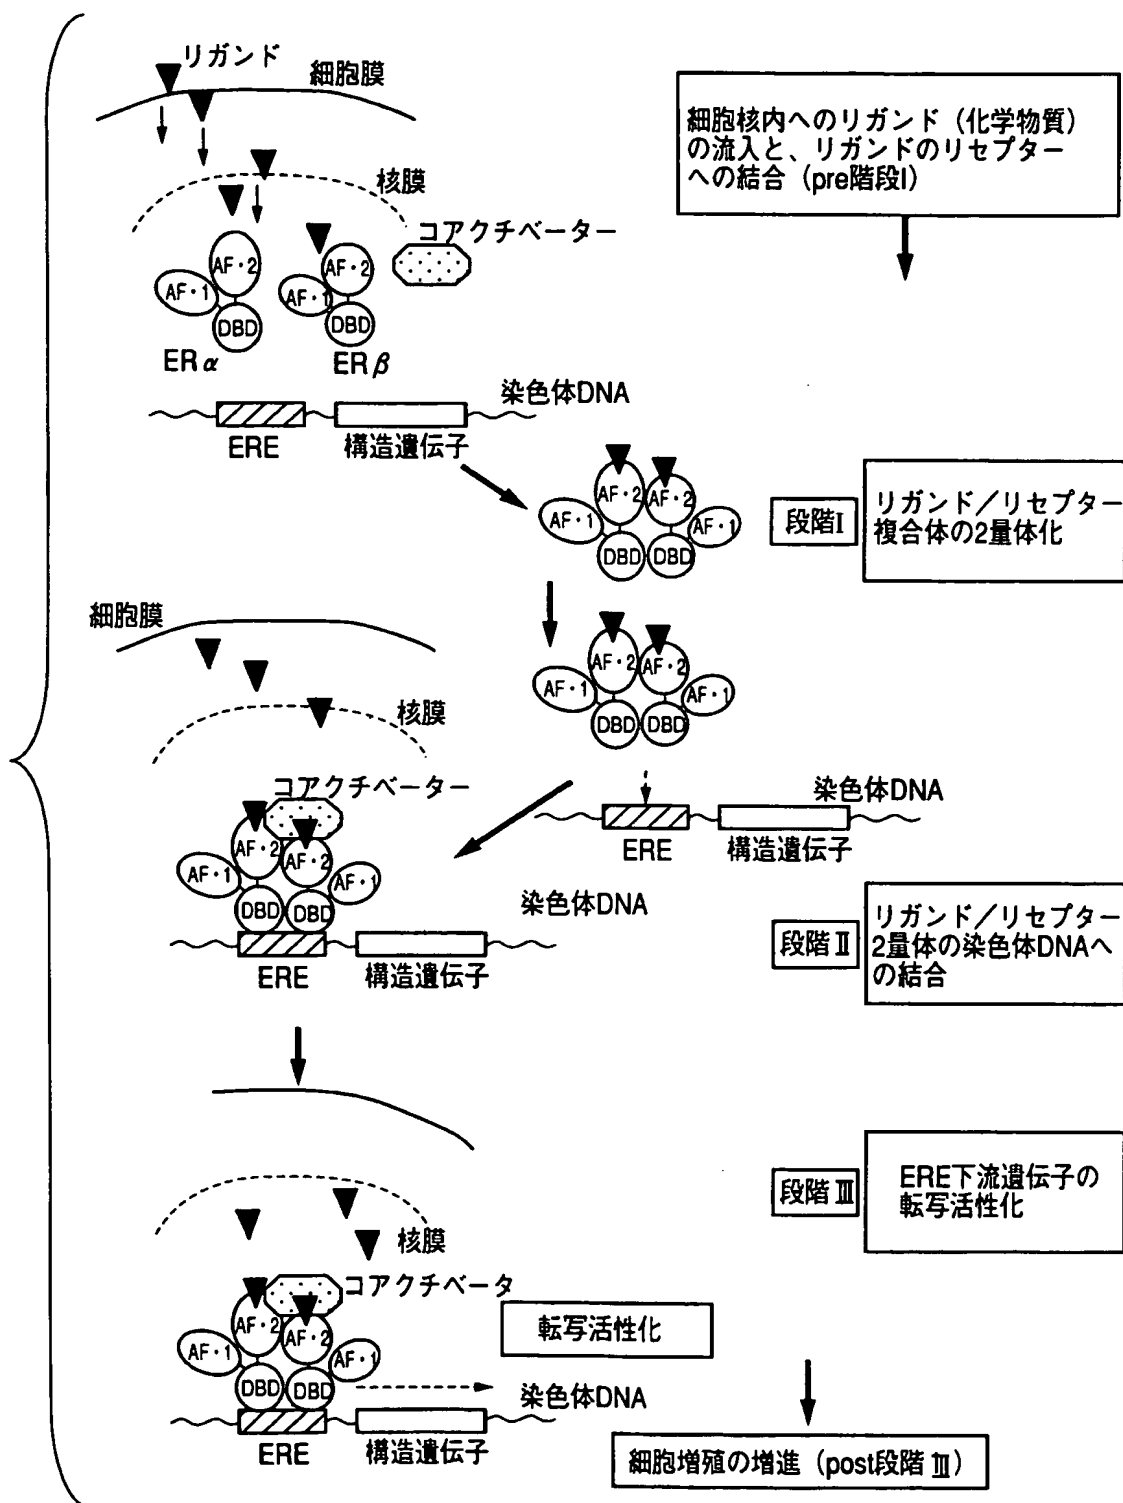 リガンド
細胞膜
細胞核内へのリガンド（化学物質）
の流入と、リガンドのリセプター
への結合（pre階段I）
核膜
コアクチベーター
AF・2
AF・1
DBD
ERα
AF・2
AF・1
DBD
ERβ
染色体DNA
ERE
構造遺伝子
AF・2
AF・2
AF・1
AF・1
DBD
DBD
段階I
リガンド／リセプター
複合体の2量体化
細胞膜
核膜
AF・2
AF・2
AF・1
AF・1
DBD
DBD
染色体DNA
ERE
構造遺伝子
コアクチベーター
AF・2
AF・2
AF・1
AF・1
DBD
DBD
染色体DNA
ERE
構造遺伝子
段階II
リガンド／リセプター
2量体の染色体DNAへ
の結合
段階III
ERE下流遺伝子の
転写活性化
核膜
コアクチベータ
AF・2
AF・2
AF・1
AF・1
DBD
DBD
転写活性化
染色体DNA
ERE
構造遺伝子
細胞増殖の増進（post段階III）